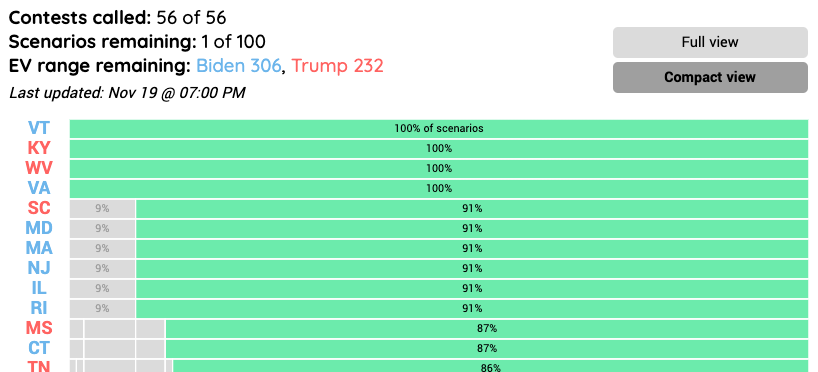 Contests called: 56 of 56
Scenarios remaining: 1 of 100
EV range remaining: Biden 306, Trump 232
Last updated: Nov 19 @ 07:00 PM
Full view
Compact view
VT 100% of scenarios
KY 100%
WV 100%
VA 100%
SC 9% 91%
MD 9% 91%
MA 9% 91%
NJ 9% 91%
IL 9% 91%
RI 9% 91%
MS 87%
CT 87%
TN 86%